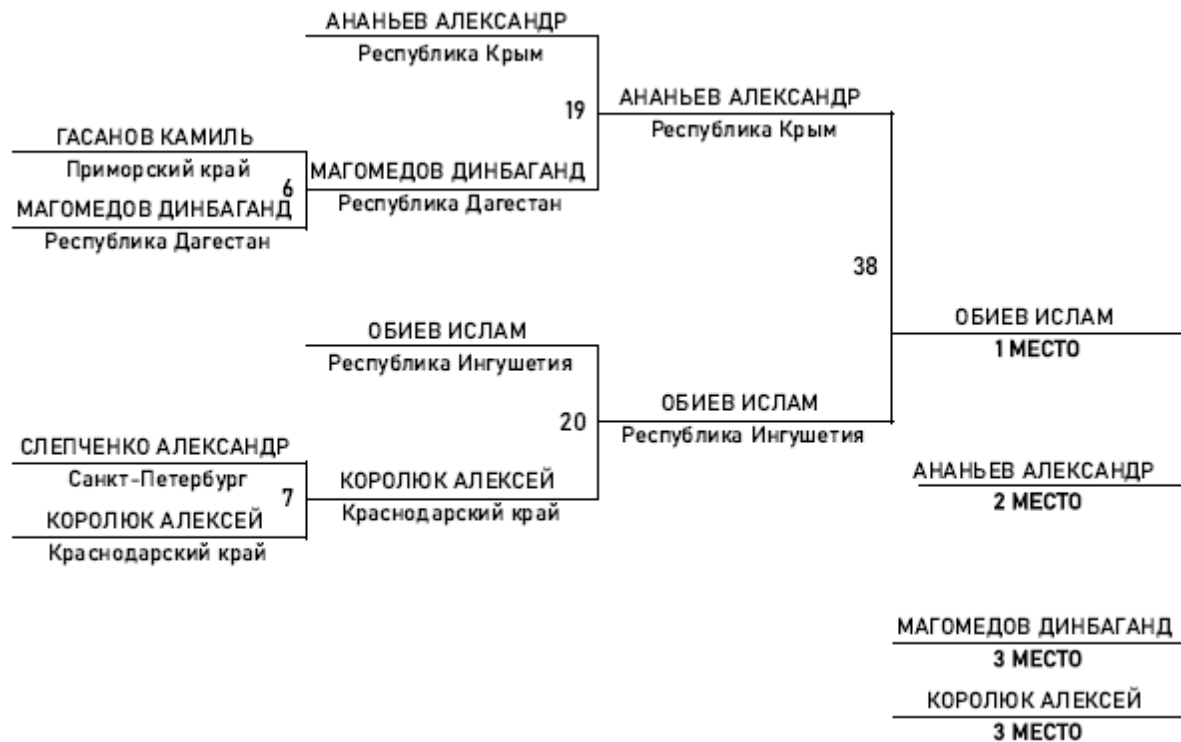 АНАНЬЕВ АЛЕКСАНДР
Республика Крым
19
АНАНЬЕВ АЛЕКСАНДР
Республика Крым
ГАСАНОВ КАМИЛЬ
Приморский край
6
МАГОМЕДОВ ДИНБАГАНД
Республика Дагестан
МАГОМЕДОВ ДИНБАГАНД
Республика Дагестан
38
ОБИЕВ ИСЛАМ
1 МЕСТО
ОБИЕВ ИСЛАМ
Республика Ингушетия
20
ОБИЕВ ИСЛАМ
Республика Ингушетия
СЛЕПЧЕНКО АЛЕКСАНДР
Санкт-Петербург
7
КОРОЛЮК АЛЕКСЕЙ
Краснодарский край
КОРОЛЮК АЛЕКСЕЙ
Краснодарский край
АНАНЬЕВ АЛЕКСАНДР
2 МЕСТО
МАГОМЕДОВ ДИНБАГАНД
3 МЕСТО
КОРОЛЮК АЛЕКСЕЙ
3 МЕСТО